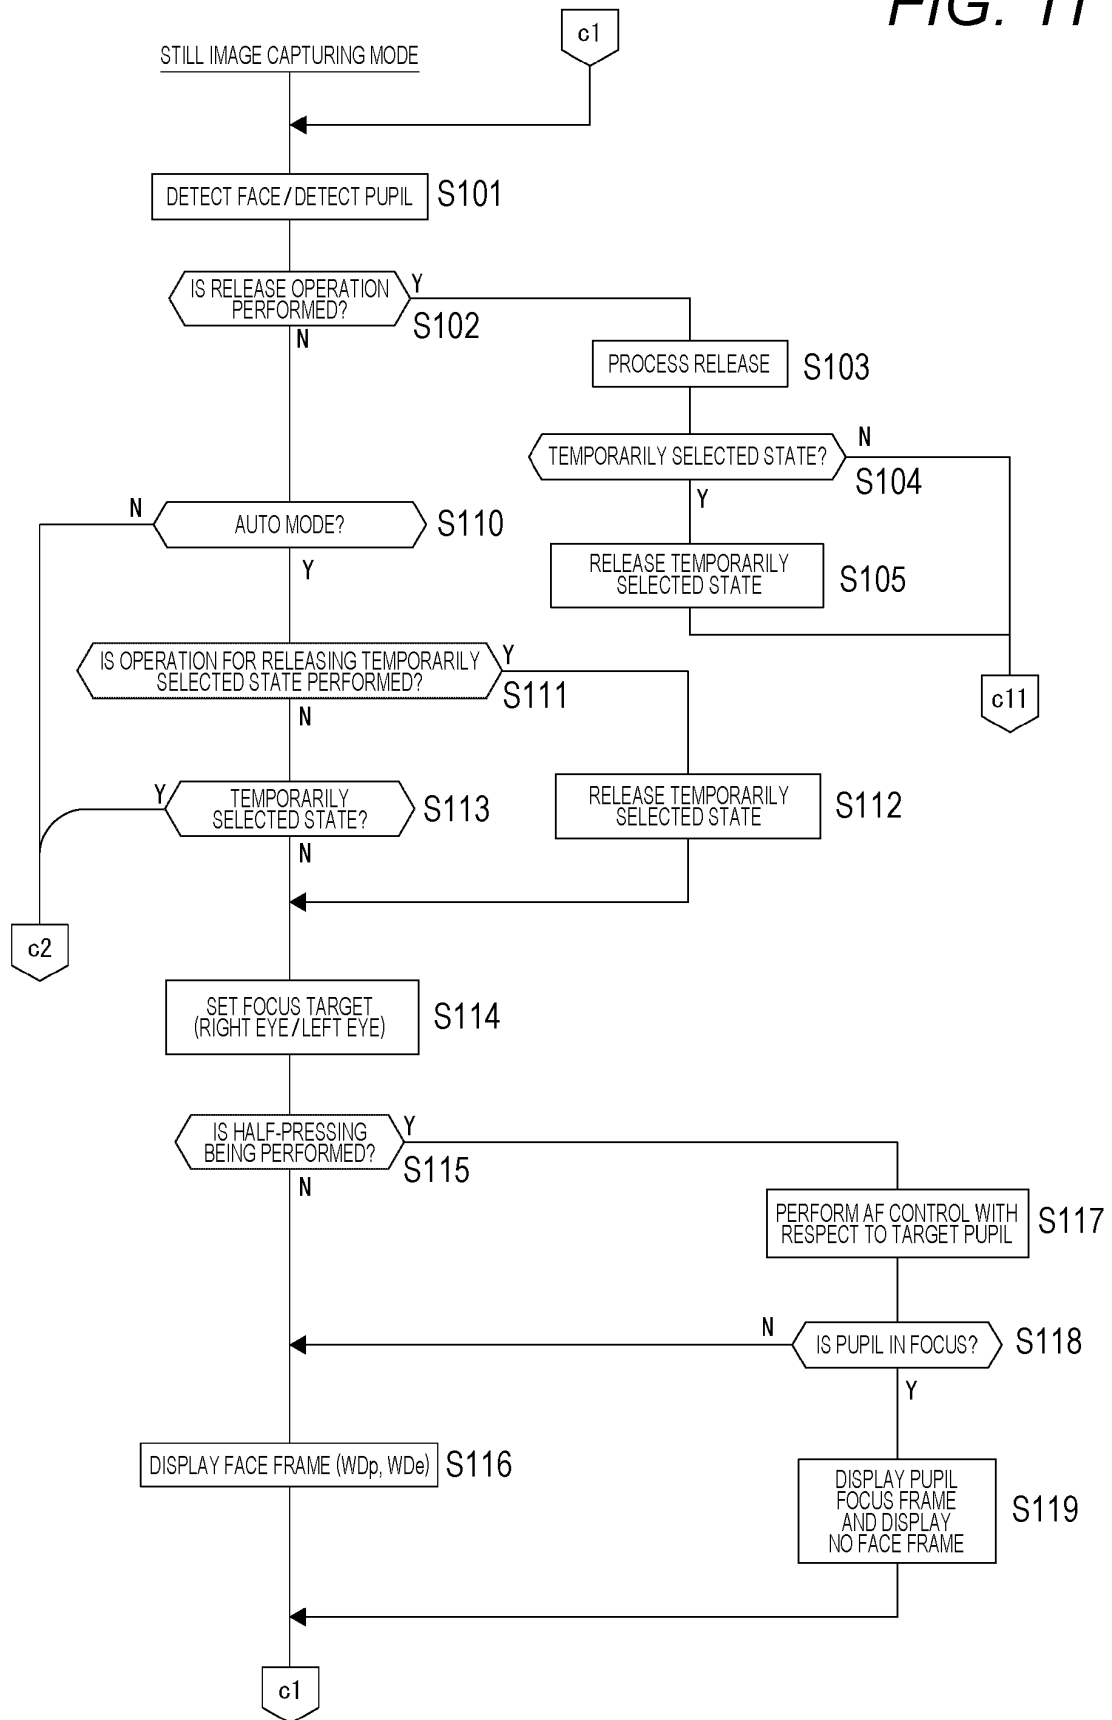 FIG. 11
c1
STILL IMAGE CAPTURING MODE
DETECT FACE / DETECT PUPIL
S101
IS RELEASE OPERATION
PERFORMED?
Y
S102
N
PROCESS RELEASE
S103
TEMPORARILY SELECTED STATE?
N
S104
Y
N
AUTO MODE?
S110
Y
RELEASE TEMPORARILY
SELECTED STATE
S105
IS OPERATION FOR RELEASING TEMPORARILY
SELECTED STATE PERFORMED?
Y
S111
N
c11
Y
TEMPORARILY
SELECTED STATE?
S113
N
RELEASE TEMPORARILY
SELECTED STATE
S112
c2
SET FOCUS TARGET
(RIGHT EYE / LEFT EYE)
S114
IS HALF-PRESSING
BEING PERFORMED?
Y
S115
N
PERFORM AF CONTROL WITH
RESPECT TO TARGET PUPIL
S117
N
IS PUPIL IN FOCUS?
S118
Y
DISPLAY FACE FRAME (WDp, WDe)
S116
DISPLAY PUPIL
FOCUS FRAME
AND DISPLAY
NO FACE FRAME
S119
c1